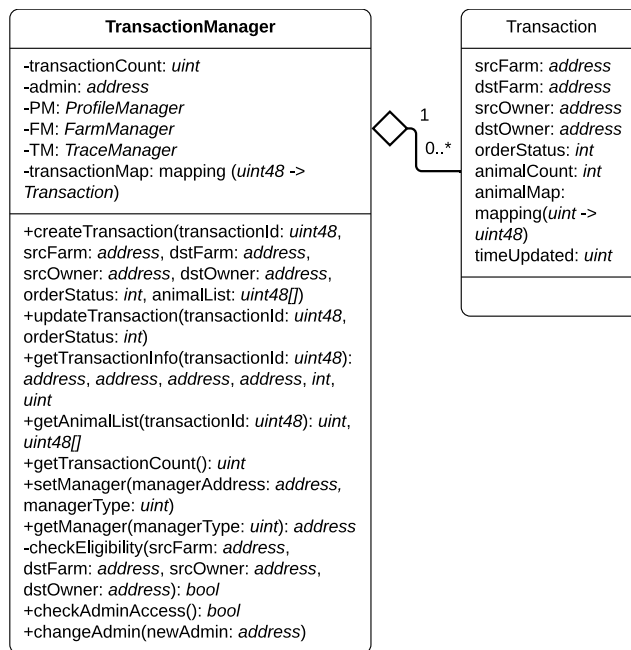 TransactionManager
-transactionCount: uint
-admin: address
-PM: ProfileManager
-FM: FarmManager
-TM: TraceManager
-transactionMap: mapping (uint48 ->
Transaction)
+createTransaction(transactionId: uint48,
srcFarm: address, dstFarm: address,
srcOwner: address, dstOwner: address,
orderStatus: int, animalList: uint48[])
+updateTransaction(transactionId: uint48,
orderStatus: int)
+getTransactionInfo(transactionId: uint48):
address, address, address, address, int,
uint
+getAnimalList(transactionId: uint48): uint,
uint48[]
+getTransactionCount(): uint
+setManager(managerAddress: address,
managerType: uint)
+getManager(managerType: uint): address
-checkEligibility(srcFarm: address,
dstFarm: address, srcOwner: address,
dstOwner: address): bool
+checkAdminAccess(): bool
+changeAdmin(newAdmin: address)
1
0..*
Transaction
srcFarm: address
dstFarm: address
srcOwner: address
dstOwner: address
orderStatus: int
animalCount: int
animalMap:
mapping(uint ->
uint48)
timeUpdated: uint